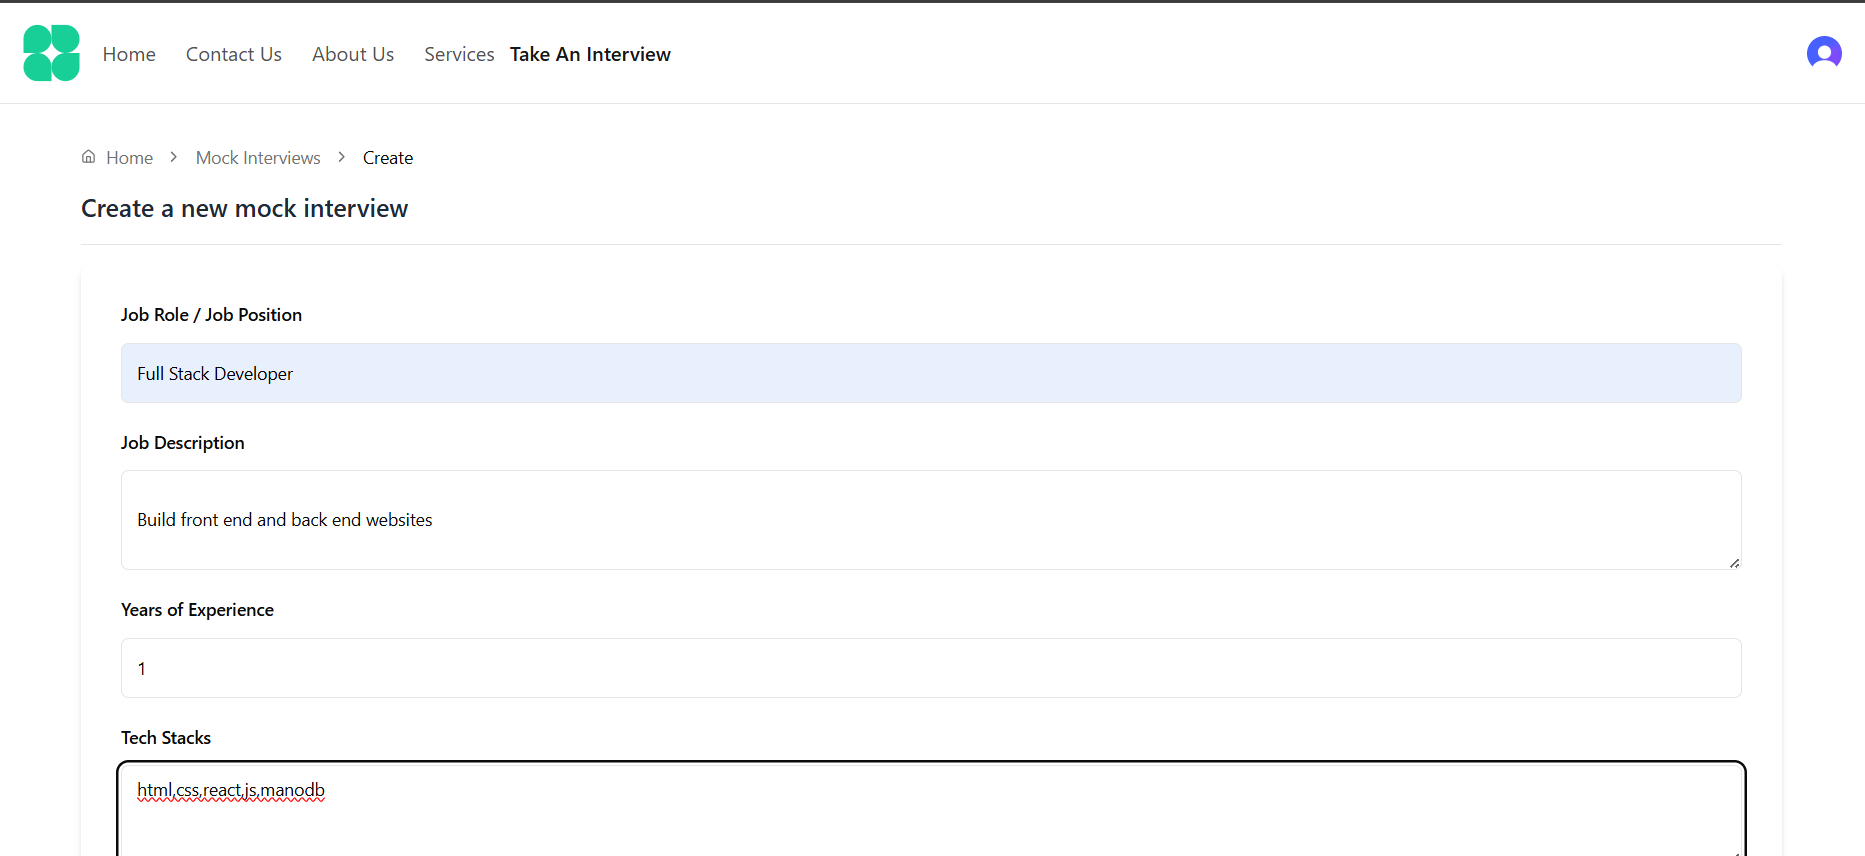 Home Contact Us About Us Services Take An Interview
Home > Mock Interviews > Create
Create a new mock interview
Job Role / Job Position
Full Stack Developer
Job Description
Build front end and back end websites
Years of Experience
1
Tech Stacks
html,css,react,js,manodb